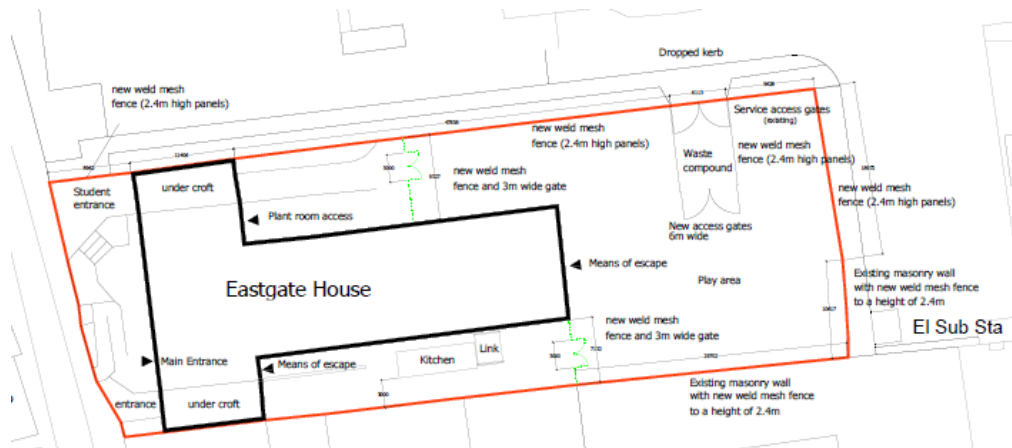 Dropped kerb
new weld mesh
fence (2.4m high panels)
Service access gates
(existing)
new weld mesh
fence (2.4m high panels)
new weld mesh
fence (2.4m high panels)
Waste
compound
new weld mesh
fence and 3m wide gate
Student
entrance
under croft
new weld mesh
fence (2.4m high panels)
Plant room access
New access gates
6m wide
Means of escape
Play area
Existing masonry wall
with new weld mesh fence
to a height of 2.4m
Eastgate House
El Sub Sta
new weld mesh
fence and 3m wide gate
Link
Kitchen
Main Entrance
Means of escape
Existing masonry wall
with new weld mesh fence
to a height of 2.4m
entrance
under croft